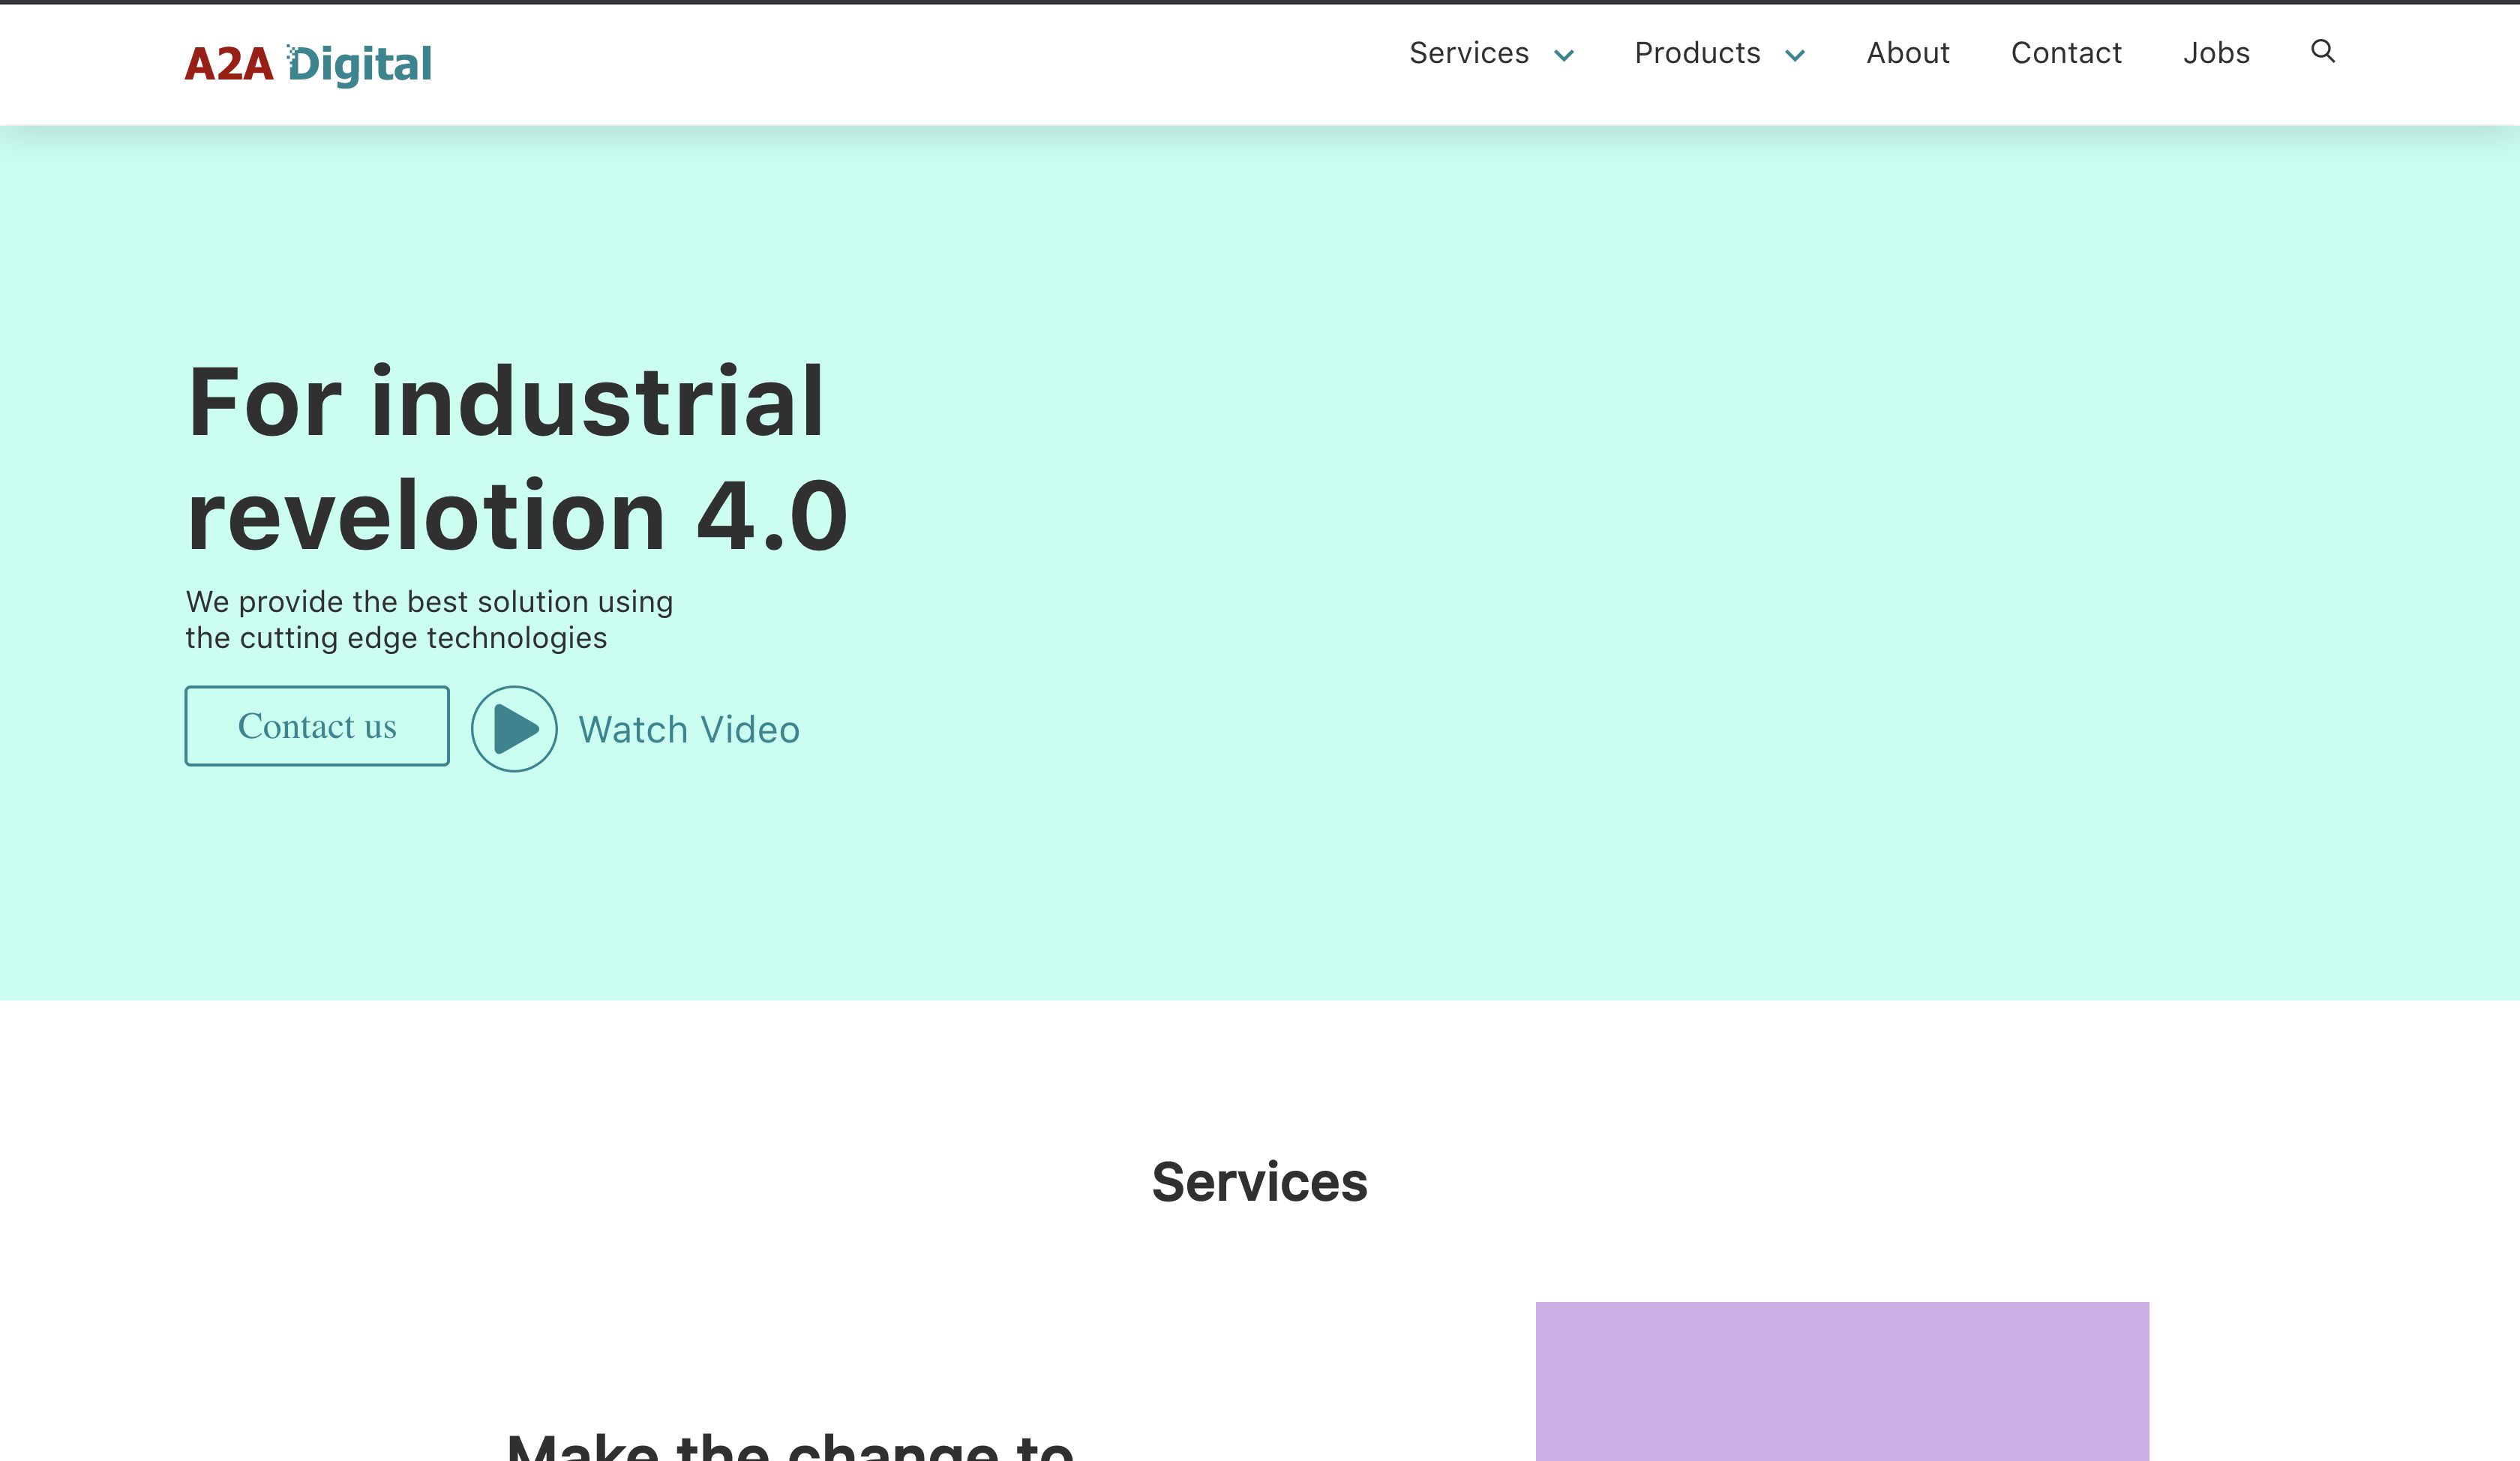 A2A Digital
Services
Products
About
Contact
Jobs
For industrial
revelotion 4.0
We provide the best solution using
the cutting edge technologies
Contact us
Watch Video
Services
Make the change to